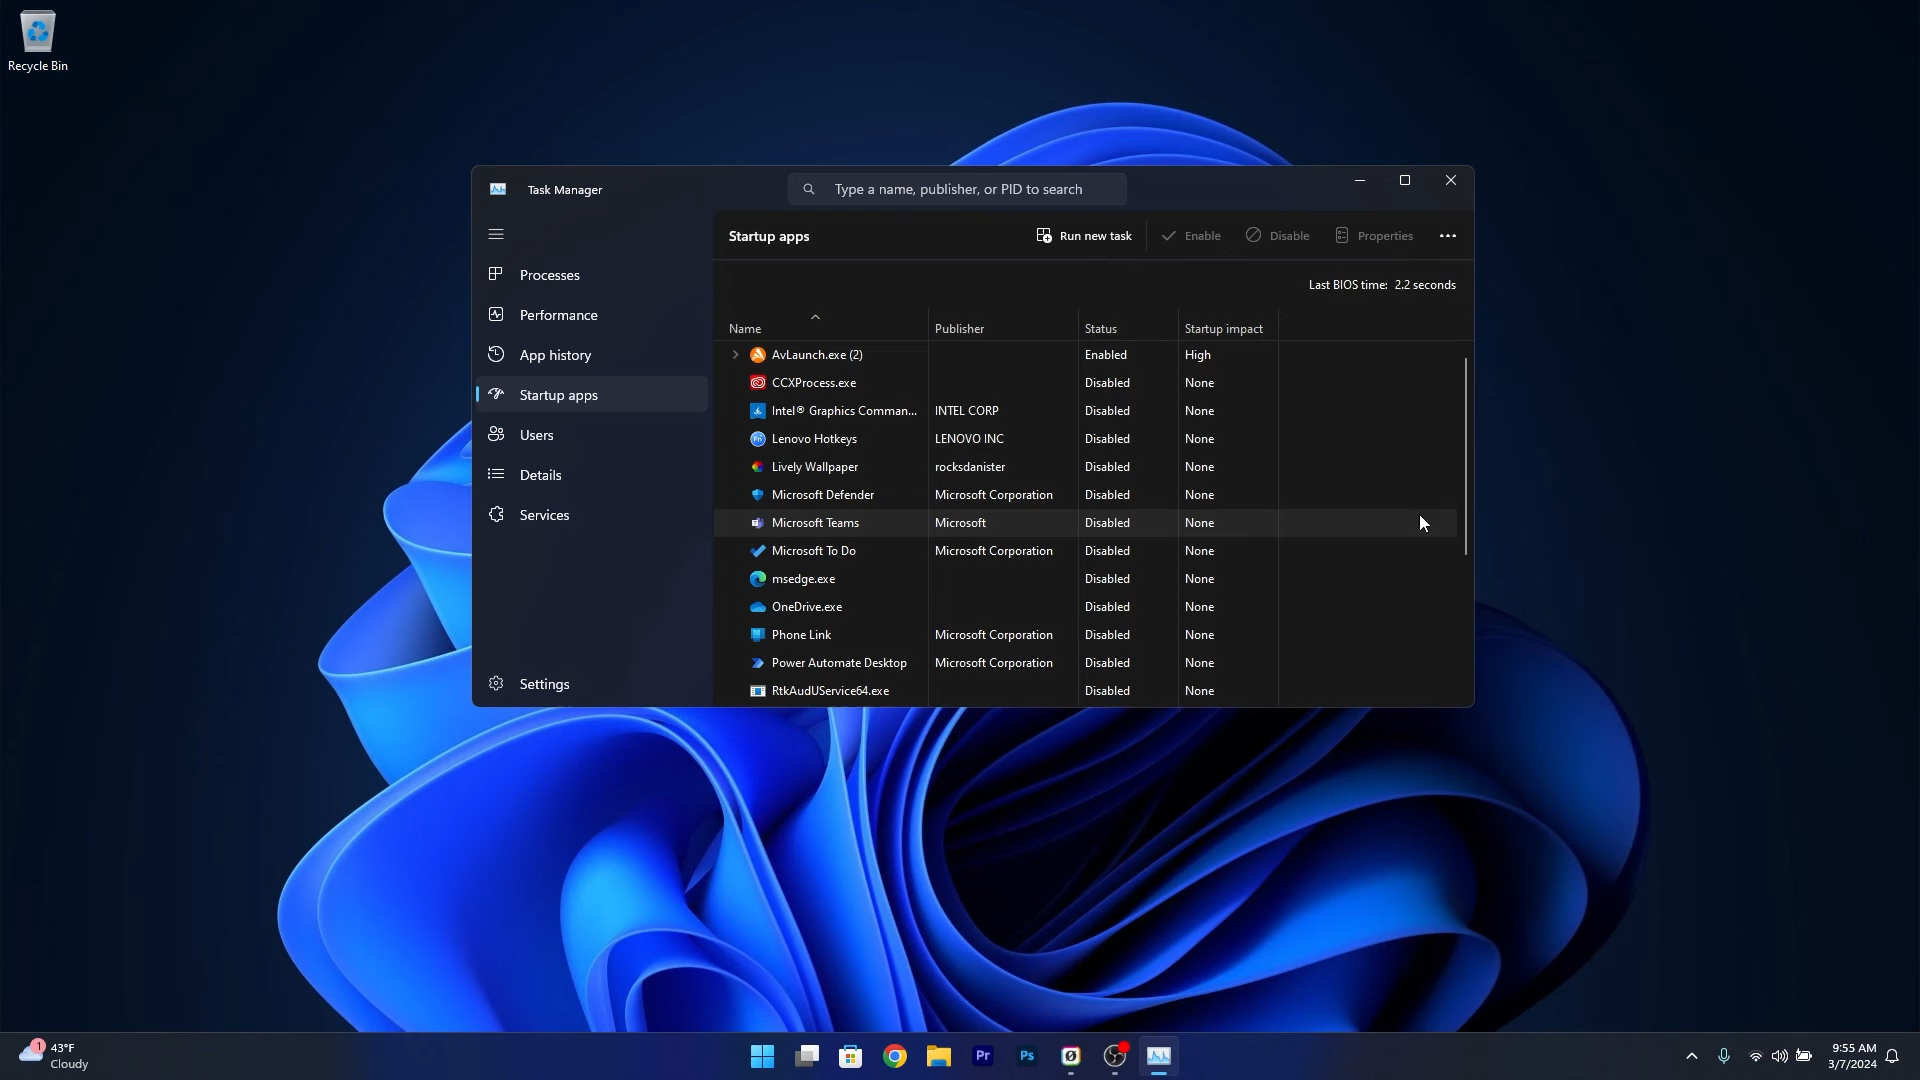 Recycle Bin
Task Manager
Type a name, publisher, or PID to search
Startup apps
Run new task
Enable
Disable
Properties
Processes
Performance
App history
Startup apps
Users
Details
Services
Settings
Last BIOS time: 2.2 seconds
Name Publisher Status Startup impact
AvLaunch.exe (2) Enabled High
CCXProcess.exe Disabled None
Intel® Graphics Comman... INTEL CORP Disabled None
Lenovo Hotkeys LENOVO INC Disabled None
Lively Wallpaper rocksdanister Disabled None
Microsoft Defender Microsoft Corporation Disabled None
Microsoft Teams Microsoft Disabled None
Microsoft To Do Microsoft Corporation Disabled None
msedge.exe Disabled None
OneDrive.exe Disabled None
Phone Link Microsoft Corporation Disabled None
Power Automate Desktop Microsoft Corporation Disabled None
RtkAudUService64.exe Disabled None
1
43°F
Cloudy
Pr
Ps
9:55 AM
3/7/2024